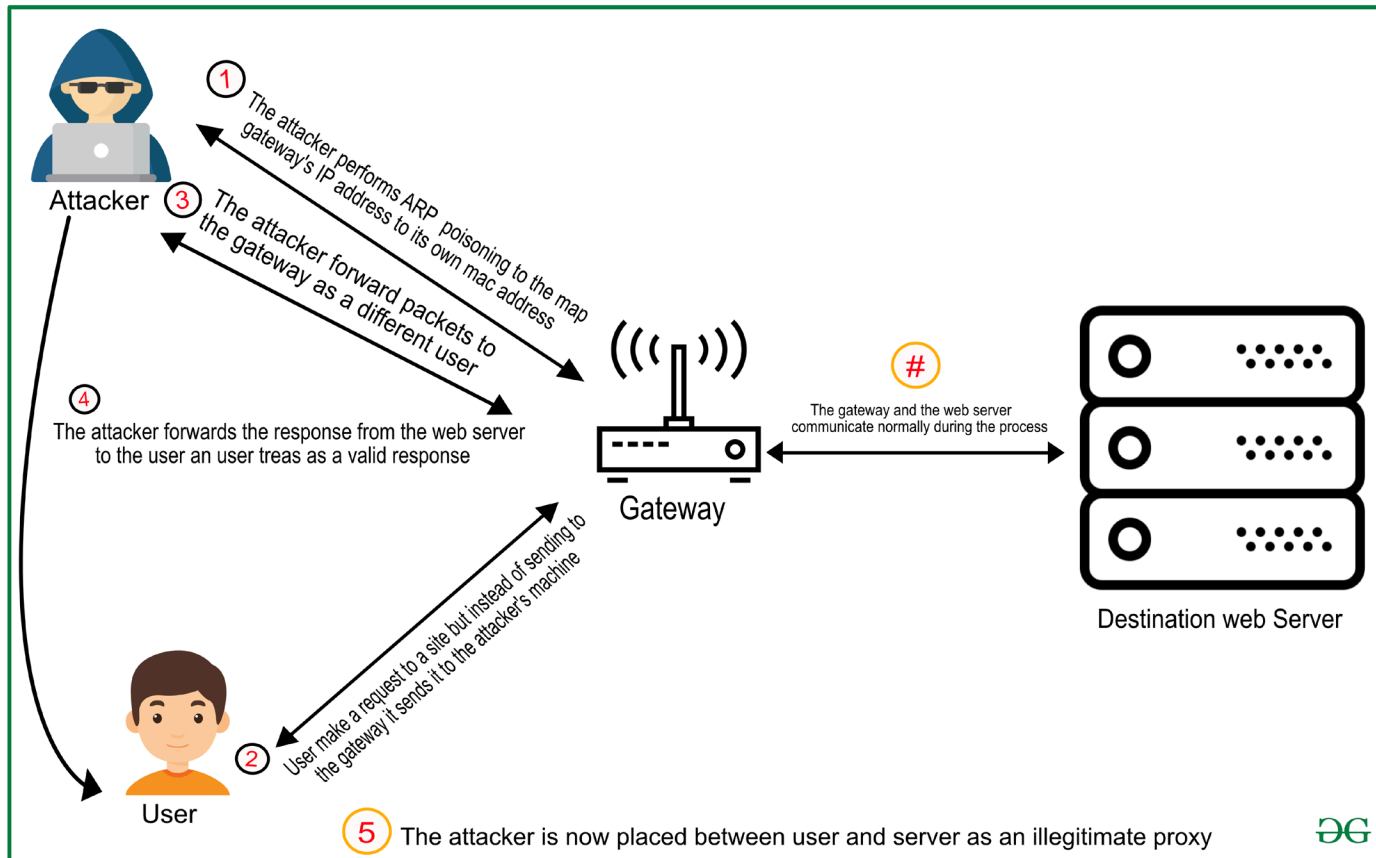 1
The attacker performs ARP poisoning to the map
gateway's IP address to its own mac address
Attacker
3
The attacker forward packets to
the gateway as a different user
4
The attacker forwards the response from the web server
to the user an user treas as a valid response
#
The gateway and the web server
communicate normally during the process
Gateway
Destination web Server
2
User make a request to a site but instead of sending to
the gateway it sends it to the attacker's machine
User
5
The attacker is now placed between user and server as an illegitimate proxy